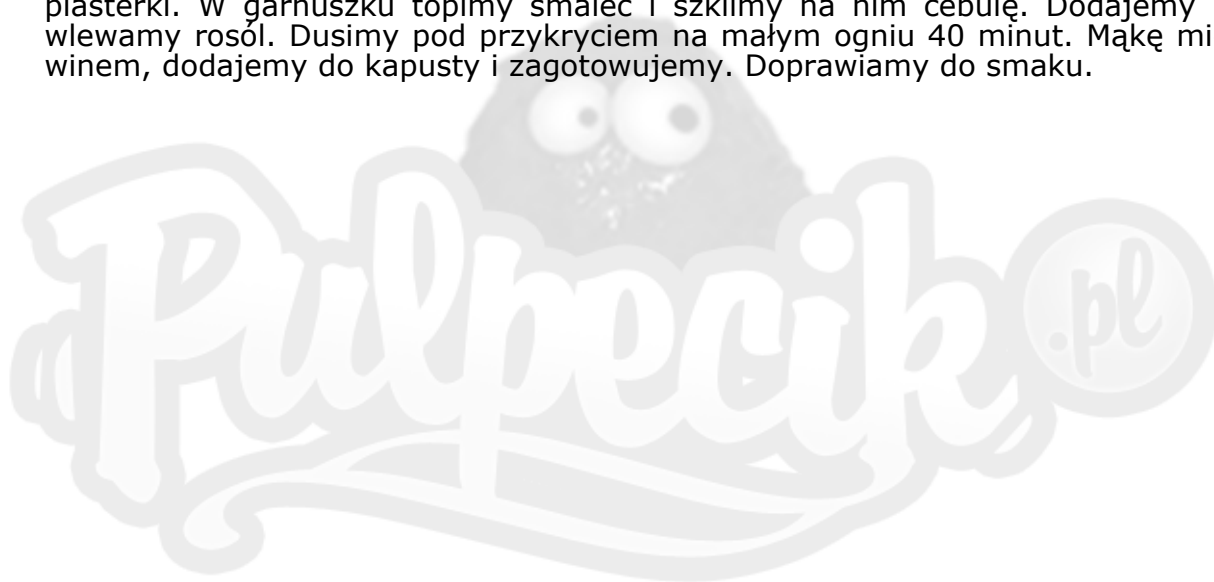 plasterki. W garnuszku topimy smalec i szklimy na nim cebulę. Dodajemy
wlewamy rosół. Dusimy pod przykryciem na małym ogniu 40 minut. Mąkę mi
winem, dodajemy do kapusty i zagotowujemy. Doprawiamy do smaku.
Pulpecik .pl